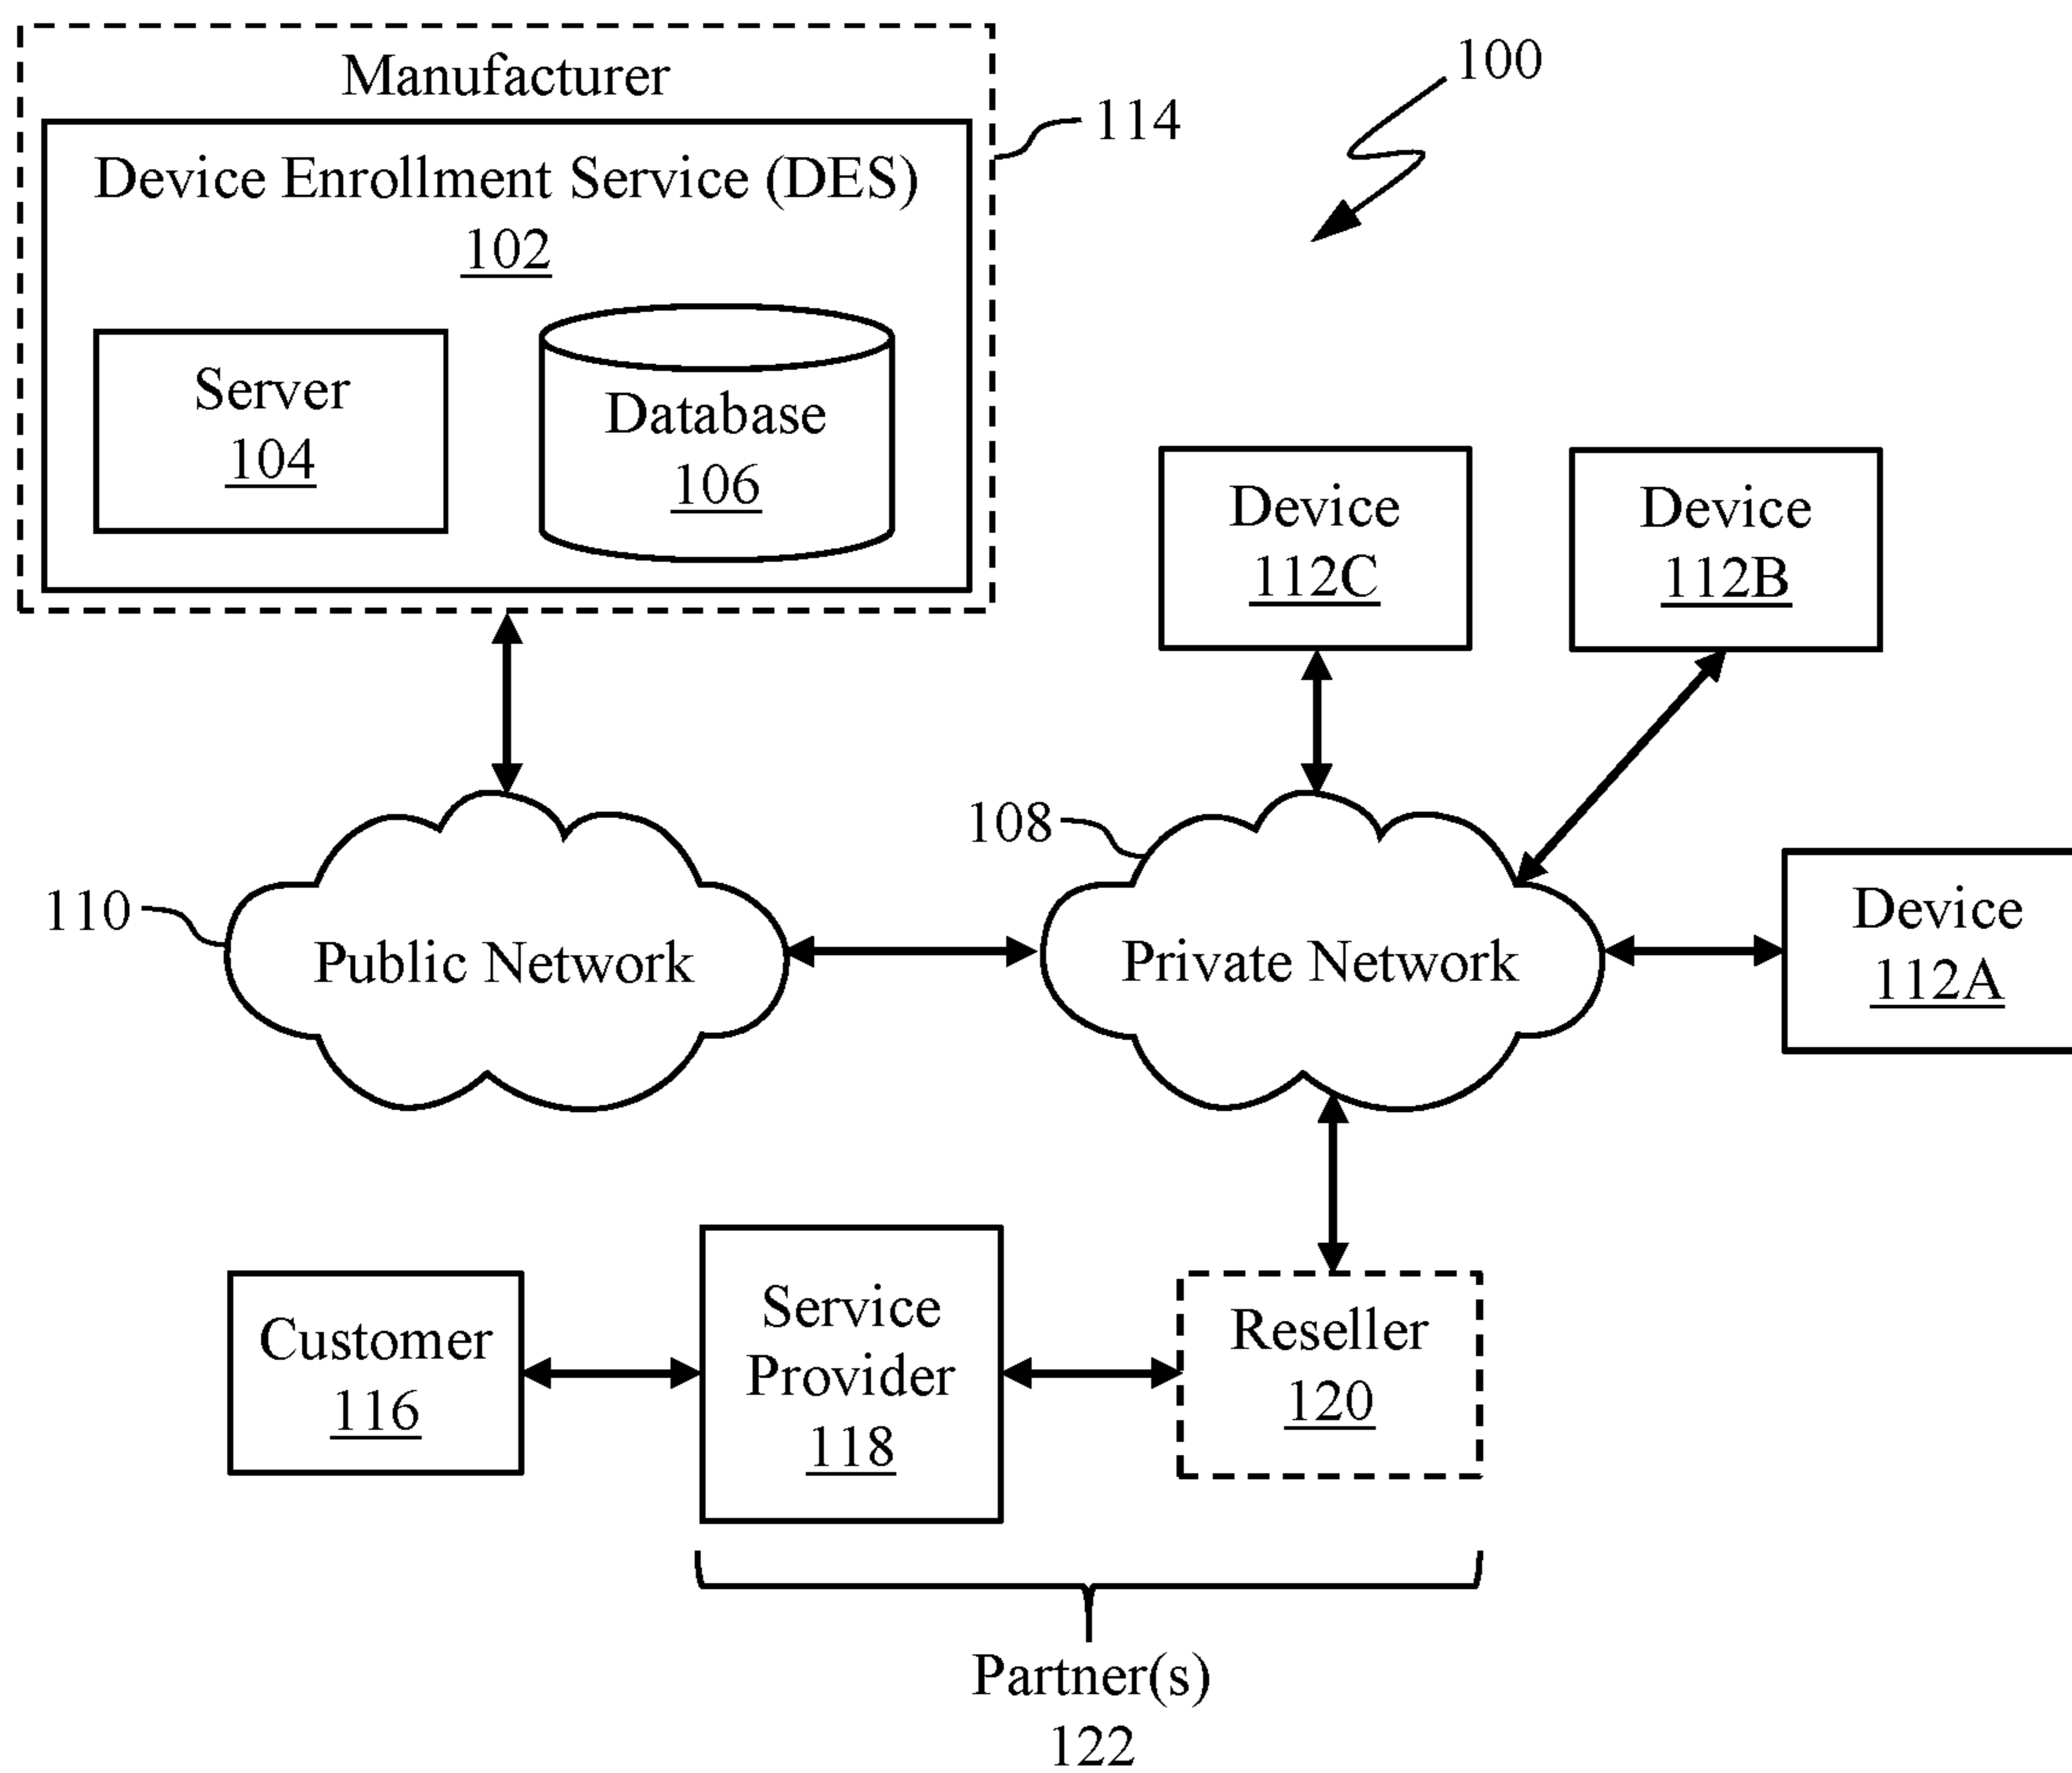 Manufacturer
100
114
Device Enrollment Service (DES)
102
Server
104
Database
106
Device
112C
Device
112B
108
110
Public Network
Private Network
Device
112A
Customer
116
Service
Provider
118
Reseller
120
Partner(s)
122